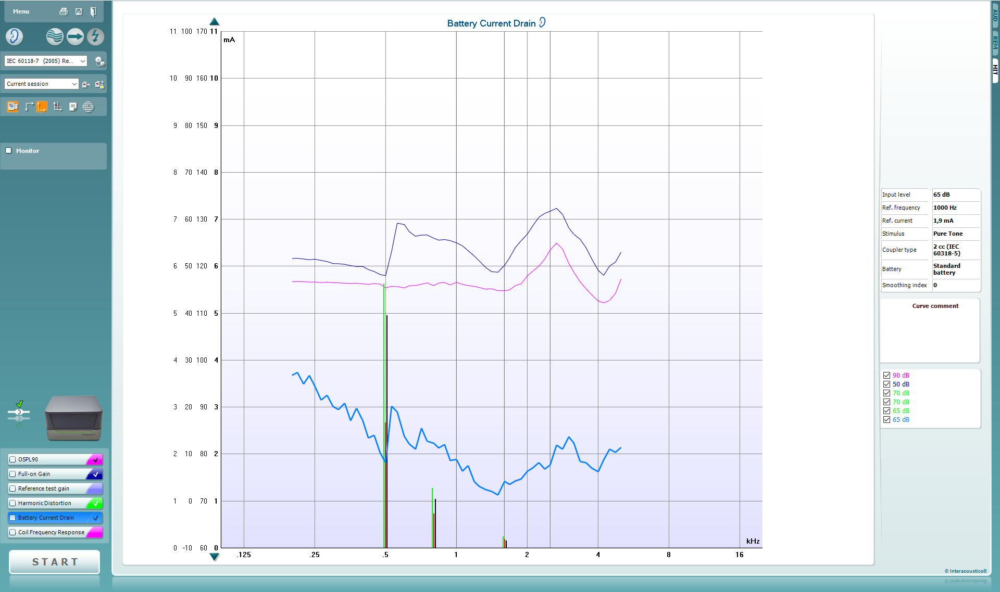 Menu
IEC 60118-7 (2005) Re...
Current session
Monitor
OSPL90
Full-on Gain
Reference test gain
Harmonic Distortion
Battery Current Drain
Coil Frequency Response
START
Battery Current Drain
mA
11 100 170 11
10 90 160 10
9 80 150 9
8 70 140 8
7 60 130 7
6 50 120 6
5 40 110 5
4 30 100 4
3 20 90 3
2 10 80 2
1 0 70 1
0 -10 60 0
kHz
.125 .25 .5 1 2 4 8 16
AUD
REM
HIT
Input level 65 dB
Ref. frequency 1000 Hz
Ref. current 1,9 mA
Stimulus Pure Tone
Coupler type 2 cc (IEC
60318-5)
Battery Standard
battery
Smoothing index 0
Curve comment
90 dB
50 dB
70 dB
70 dB
65 dB
65 dB
© Interacoustics®